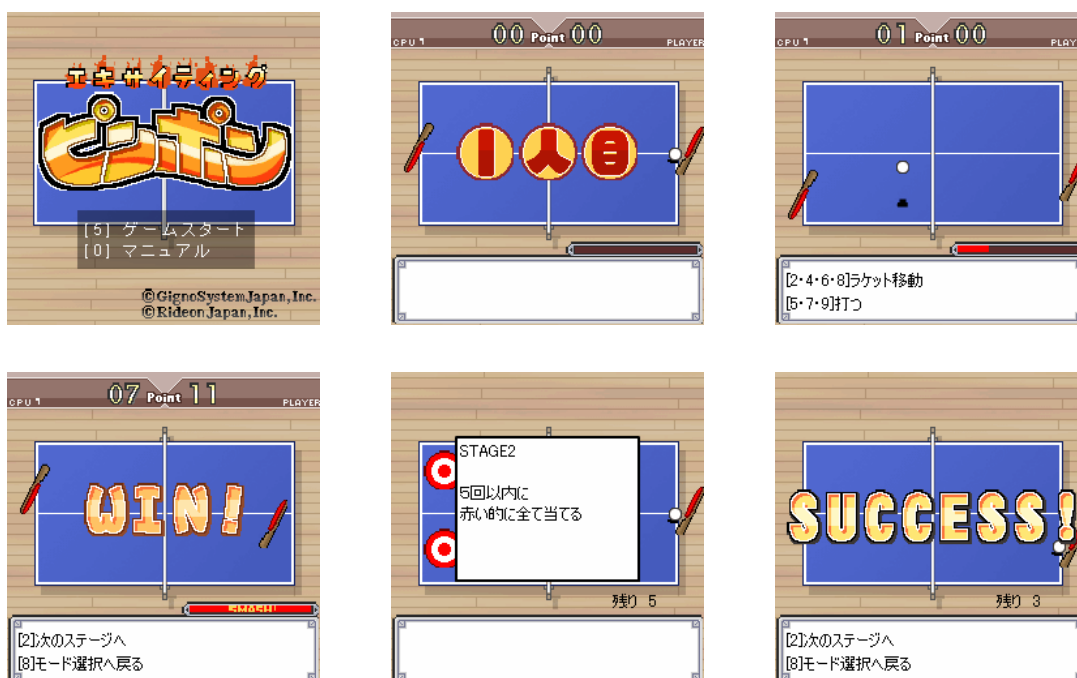 エキサイティング
ピンポン
[5] ゲームスタート
[0] マニュアル
©GignoSystemJapan,Inc.
©RideonJapan,Inc.
CPU 1 00 Point 00 PLAYER
1人目
CPU 1 01 Point 00 PLAY
[2・4・6・8]ラケット移動
[5・7・9]打つ
CPU 1 07 Point 11 PLAYER
WIN!
SMASH!
[2]次のステージへ
[8]モード選択へ戻る
STAGE2
5回以内に
赤い的に全て当てる
残り 5
SUCCESS!
残り 3
[2]次のステージへ
[8]モード選択へ戻る